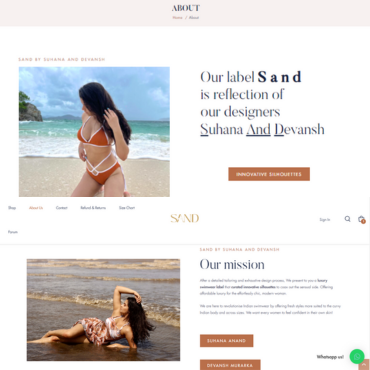 ABOUT
Home / About
SAND BY SUHANA AND DEVANSH
Our label Sand
is reflection of
our designers
Suhana And Devansh
INNOVATIVE SILHOUETTES
Shop About Us Contact Refund & Returns Size Chart
SAND
Sign In
SAND BY SUHANA AND DEVANSH
Our mission
After a detailed tailoring and exhaustive design process, We present to you a luxury
swimwear label that curated innovative silhouettes to cater to the sensual side. Offering
affordable luxury for the effortlessly chic, modern women.
We are here to revolutionize Indian swimwear by offering fresh styles more suited to the curvy
Indian body and across sizes. We want every women to feel confident in their own skin!
SUHANA ANAND
Whatsapp us!
DEVANSH MUBARKA